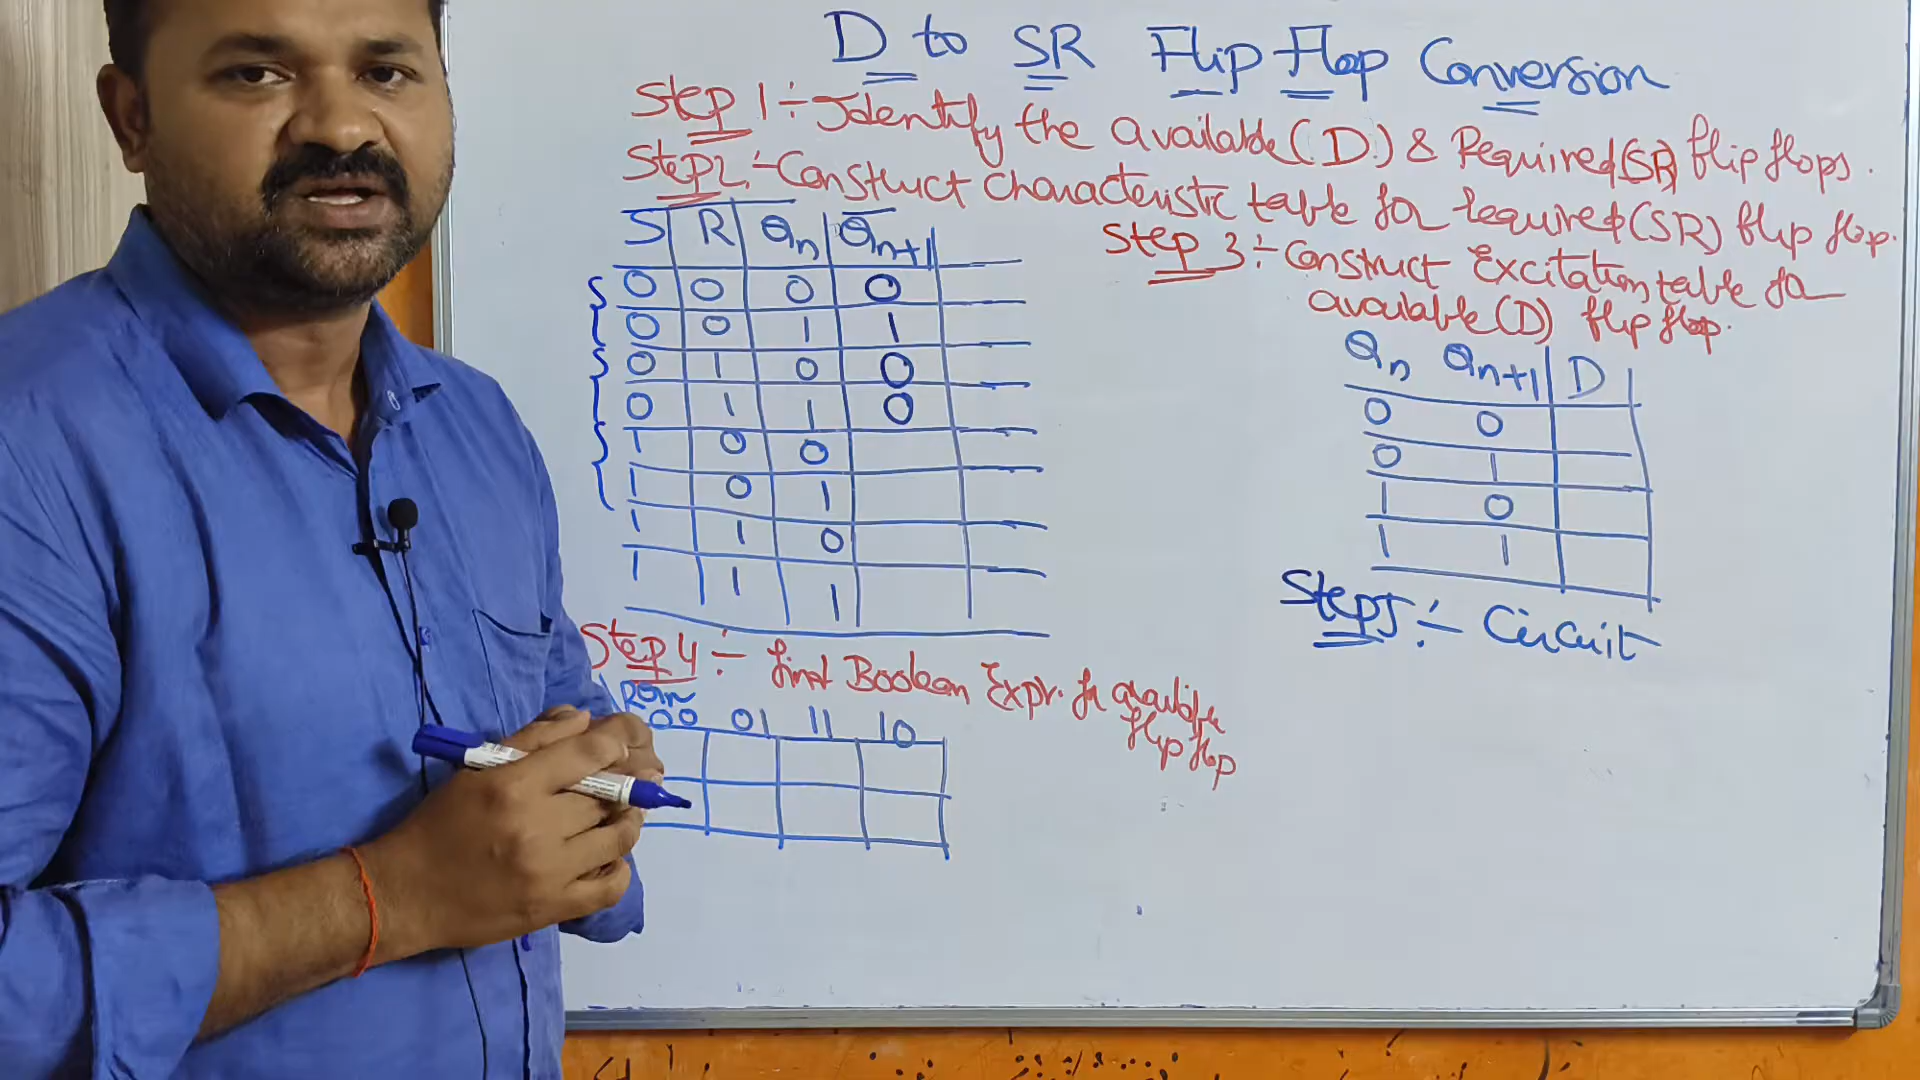 D to SR Flip Flop Conversion
Step 1 :- Identify the available (D) & Required (SR) flip flops.
Step 2 :- Construct characteristic table for required (SR) flip flop.
S R Qn Qn+1
0 0 0 0
0 0 1 1
0 1 0 0
0 1 1 0
1 0 0
1 0 1
1 1 0
1 1 1
Step 3 :- Construct Excitation table for
available (D) flip flop.
Qn Qn+1 D
0 0
0 1
1 0
1 1
Step 4 :- find Boolean Expr. for available
flip flop
RQn
00 01 11 10
Step 5 :- Circuit